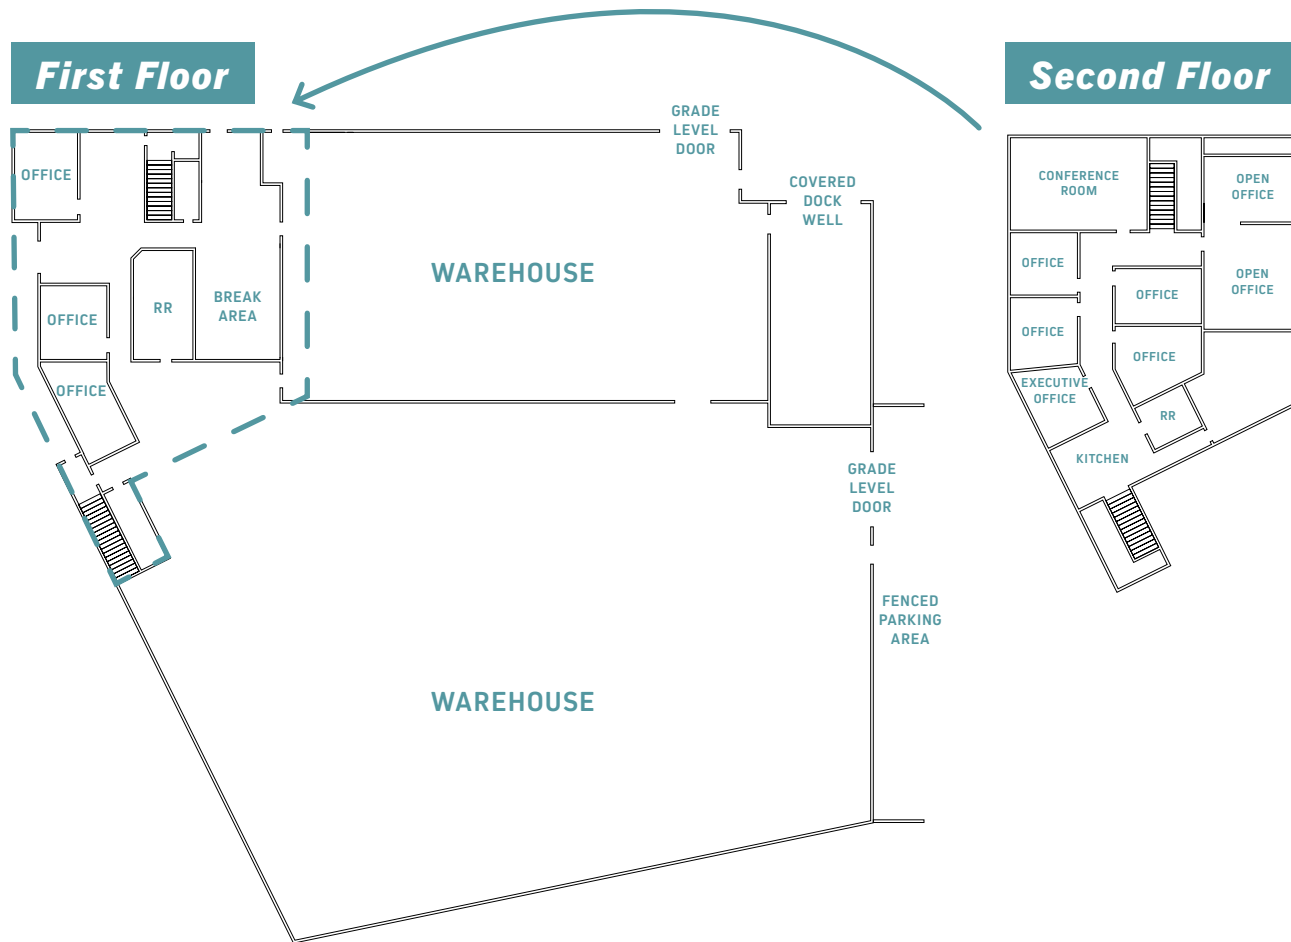 First Floor
Second Floor
GRADE
LEVEL
DOOR
OFFICE
COVERED
DOCK
WELL
WAREHOUSE
BREAK
AREA
RR
OFFICE
OFFICE
GRADE
LEVEL
DOOR
FENCED
PARKING
AREA
WAREHOUSE
CONFERENCE
ROOM
OPEN
OFFICE
OFFICE
OPEN
OFFICE
OFFICE
OFFICE
OFFICE
EXECUTIVE
OFFICE
RR
KITCHEN